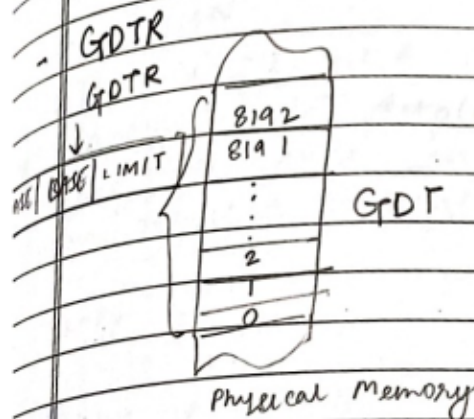 GDTR
GDTR
BASE | LIMIT
8192
8191
GDT
2
1
0
Physical Memory